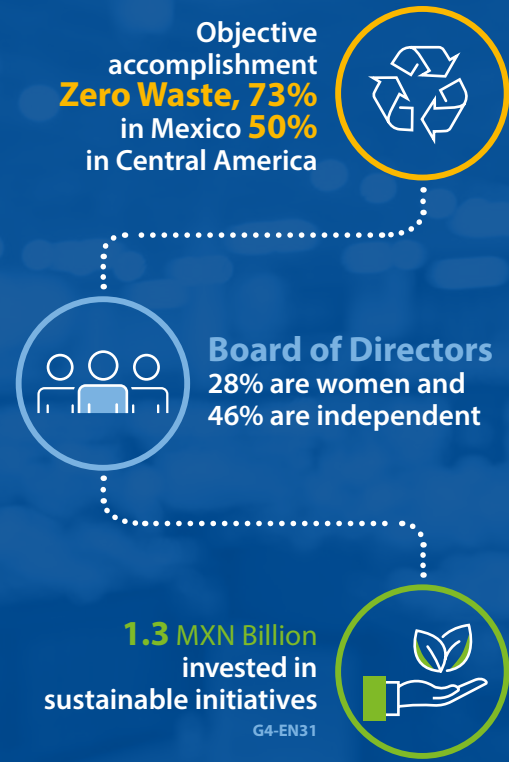 Objective
accomplishment
Zero Waste, 73%
in Mexico 50%
in Central America
Board of Directors
28% are women and
46% are independent
1.3 MXN Billion
invested in
sustainable initiatives
G4-EN31